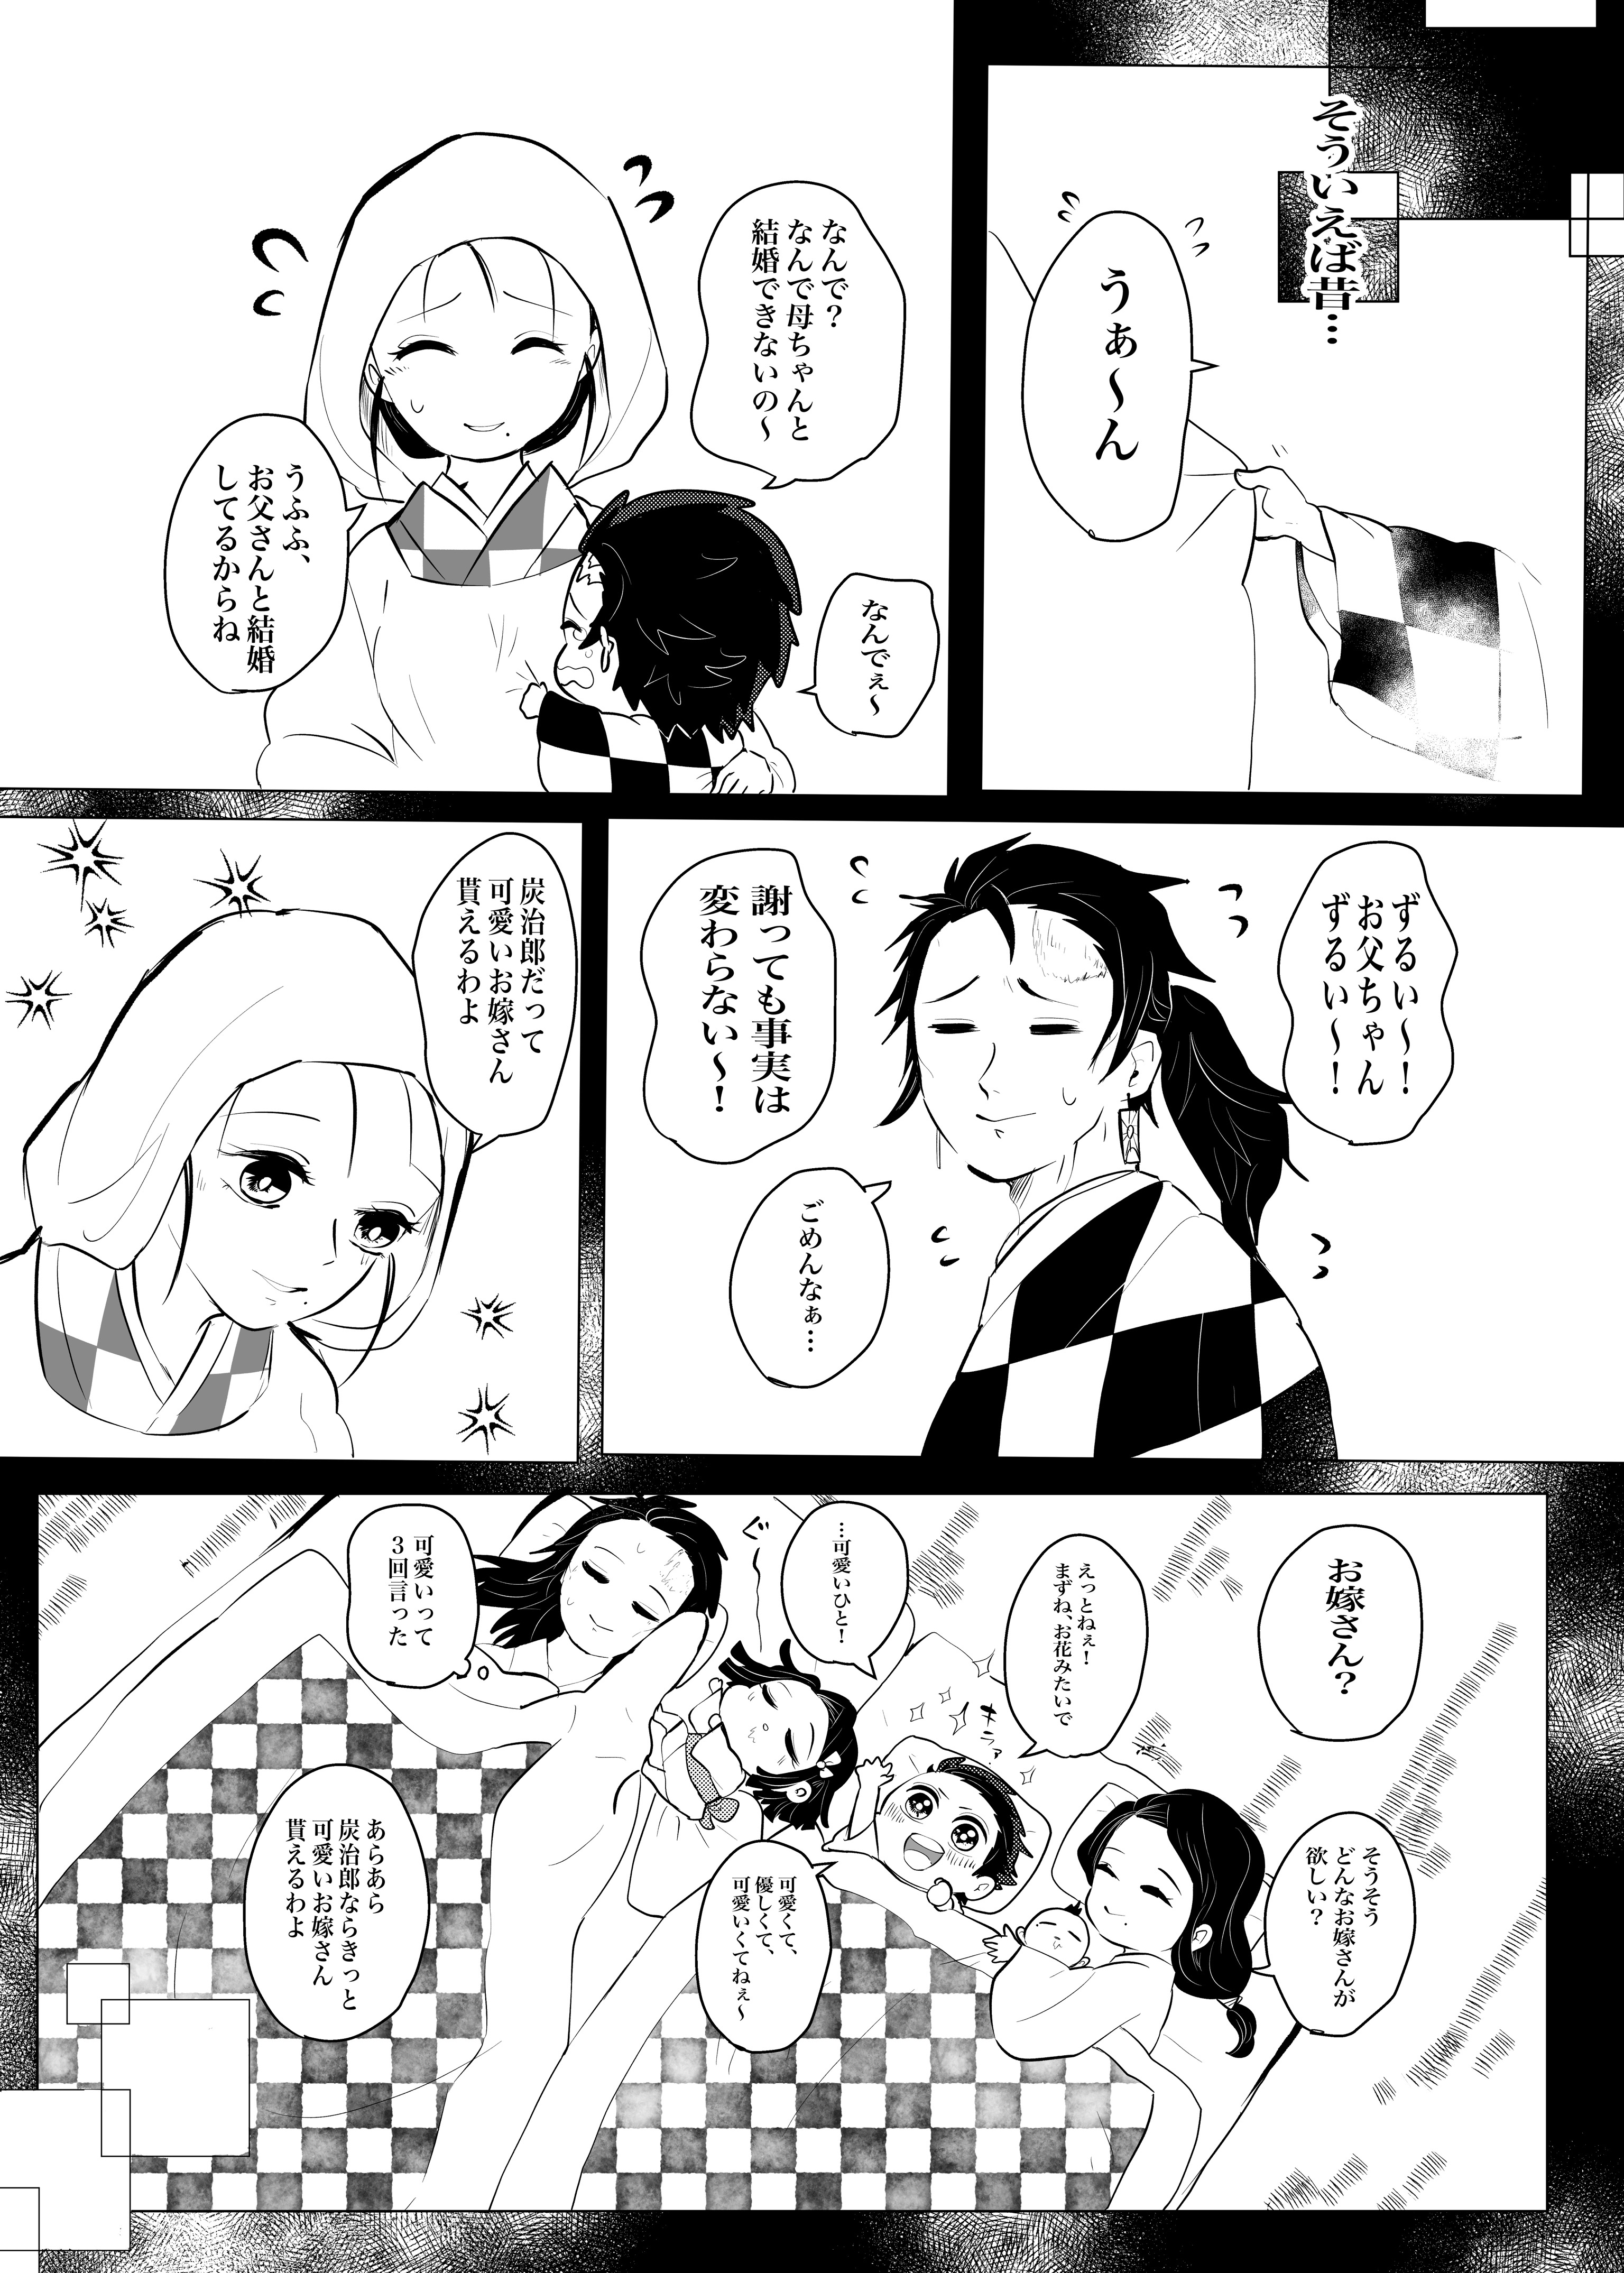 そういえば昔…
うぁ～ん
なんで？
なんで母ちゃんと
結婚できないの～
なんでぇ～
うふふ、
お父さんと結婚
してるからね
ずるい～！
お父ちゃん
ずるい～！
謝っても事実は
変わらない～！
ごめんなぁ…
炭治郎だって
可愛いお嫁さん
貰えるわよ
お嫁さん？
そうそう
どんなお嫁さんが
欲しい？
えっとねぇ！
まずね、お花みたいで
キラァ
…可愛いひと！
可愛くて、
優しくて、
可愛いくてねぇ～
ぐー
可愛いって
３回言った
あらあら
炭治郎ならきっと
可愛いお嫁さん
貰えるわよ